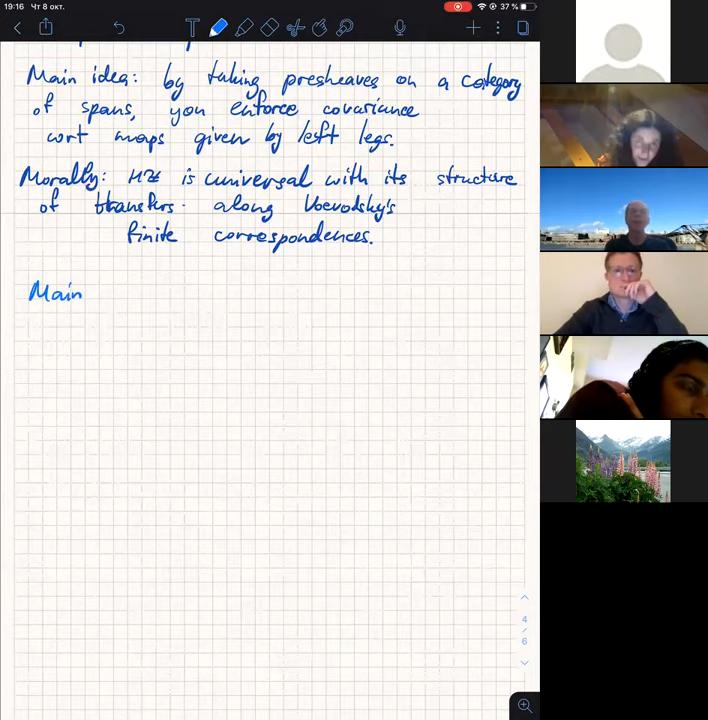 19:16 Чт 8 окт.
37 %
Main idea: by taking presheaves on a category
of spans, you enforce covariance
wort maps given by left legs.
Morally: HZ is universal with its structure
of transfers along Voevodsky's
finite correspondences.
Main
4
/
6